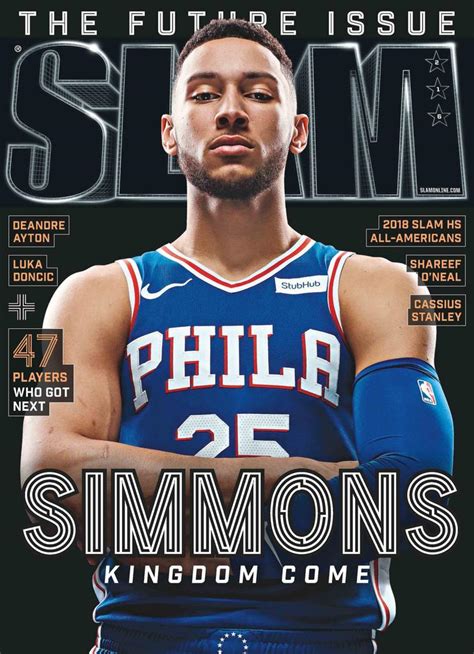 THE FUTURE ISSUE
®
SLAM
216
SLAMONLINE.COM
DEANDRE
AYTON
LUKA
DONCIC
+
47
PLAYERS
WHO GOT
NEXT
2018 SLAM HS
ALL-AMERICANS
SHAREEF
O'NEAL
CASSIUS
STANLEY
StubHub
PHILA
25
NBA
SIMMONS
KINGDOM COME